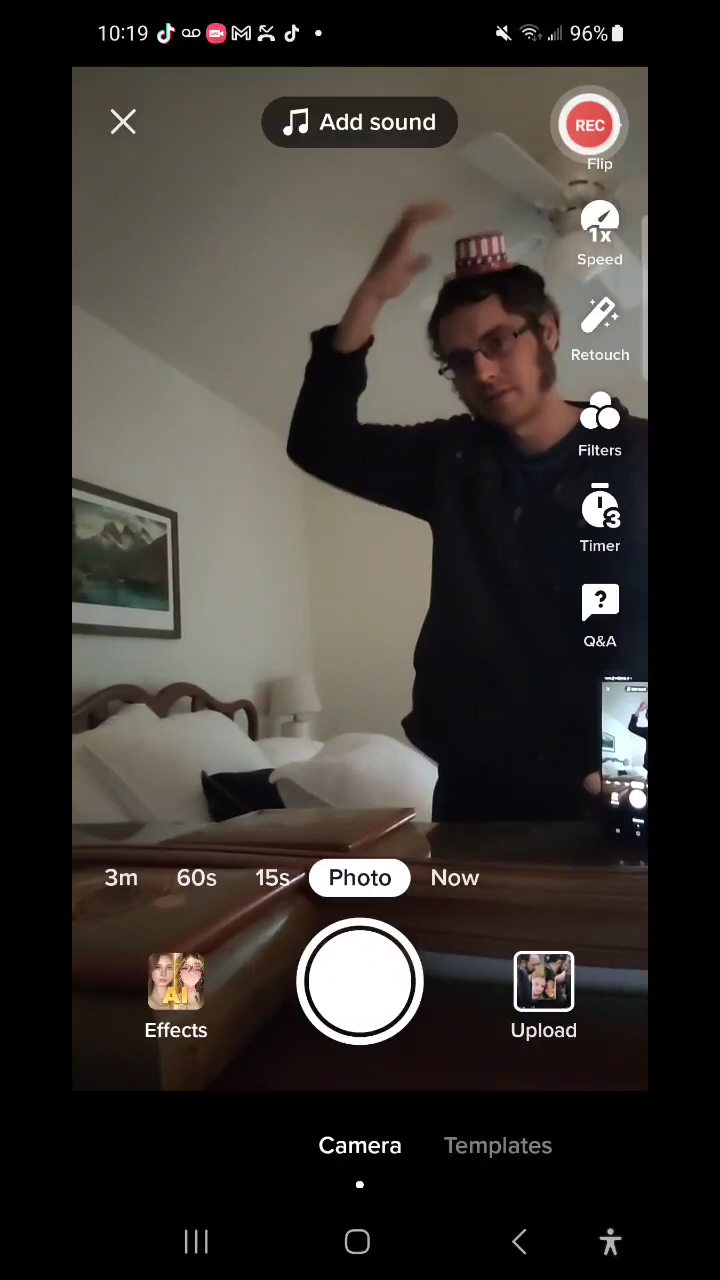 10:19 96%
Add sound
REC
Flip
1x
Speed
Retouch
Filters
3
Timer
?
Q&A
3m 60s 15s Photo Now
AI
Effects Upload
Camera Templates